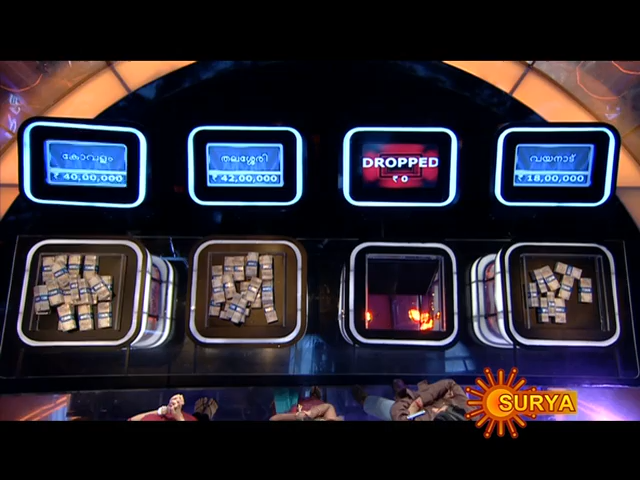 കോവളം
₹ 40,00,000
തലശ്ശേരി
₹ 42,00,000
DROPPED
₹ 0
വയനാട്
₹ 18,00,000
SURYA